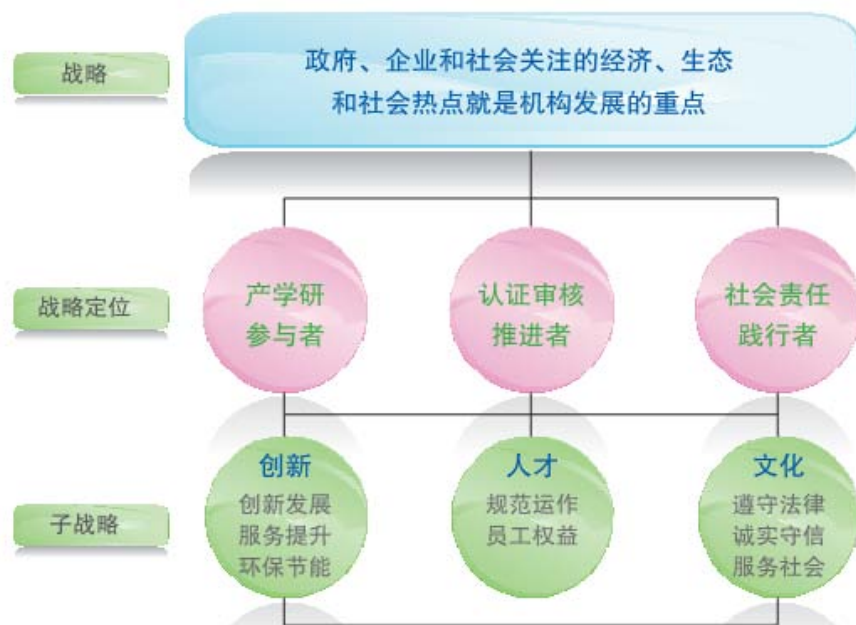 战略
政府、企业和社会关注的经济、生态
和社会热点就是机构发展的重点
战略定位
产学研
参与者
认证审核
推进者
社会责任
践行者
子战略
创新
创新发展
服务提升
环保节能
人才
规范运作
员工权益
文化
遵守法律
诚实守信
服务社会